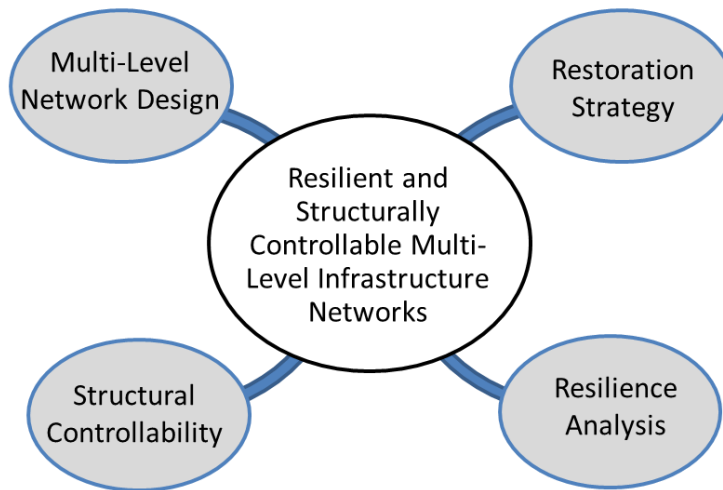 Multi-Level
Network Design
Restoration
Strategy
Resilient and
Structurally
Controllable Multi-
Level Infrastructure
Networks
Structural
Controllability
Resilience
Analysis